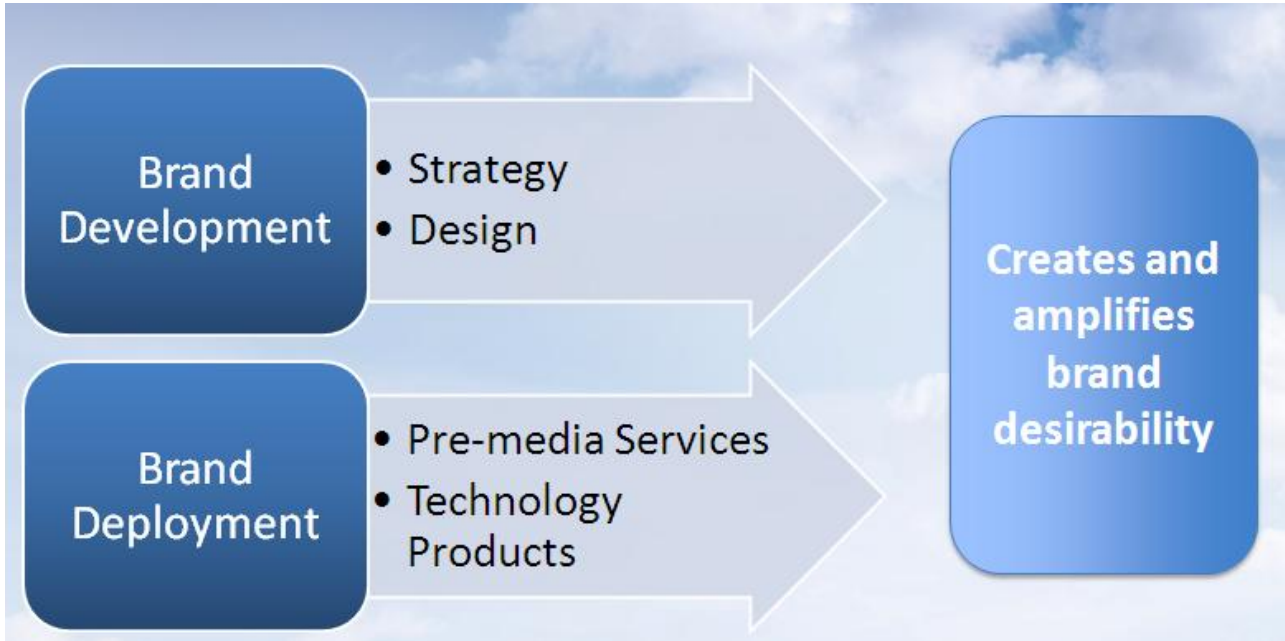 Brand
Development
• Strategy
• Design
Brand
Deployment
• Pre-media Services
• Technology
Products
Creates and
amplifies
brand
desirability